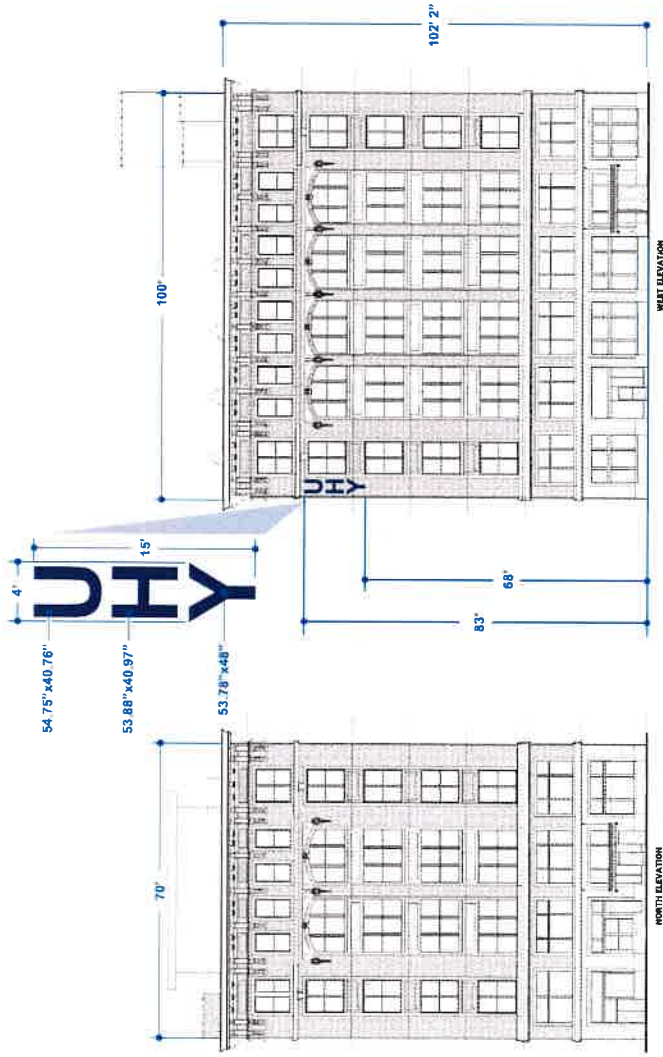 100'
102' 2"
15'
4'
U
H
Y
54.75"x40.76"
53.88"x40.97"
53.78"x48"
UHY
68'
83'
WEST ELEVATION
70'
NORTH ELEVATION